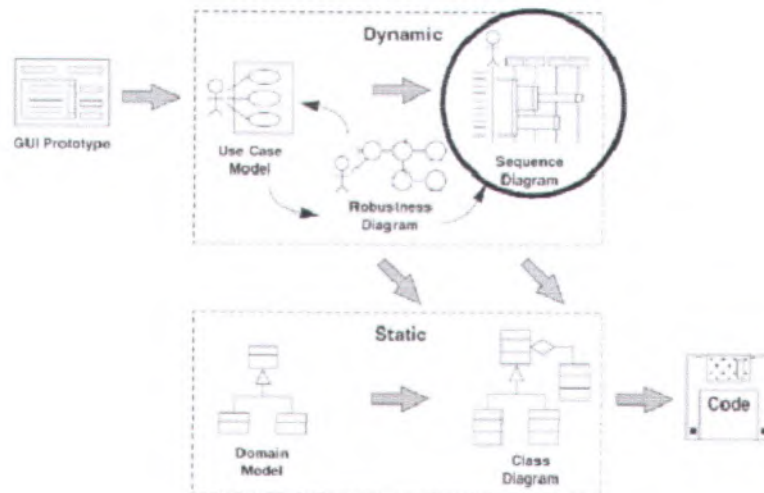 Dynamic
GUI Prototype
Use Case
Model
Robustness
Diagram
Sequence
Diagram
Static
Domain
Model
Class
Diagram
Code